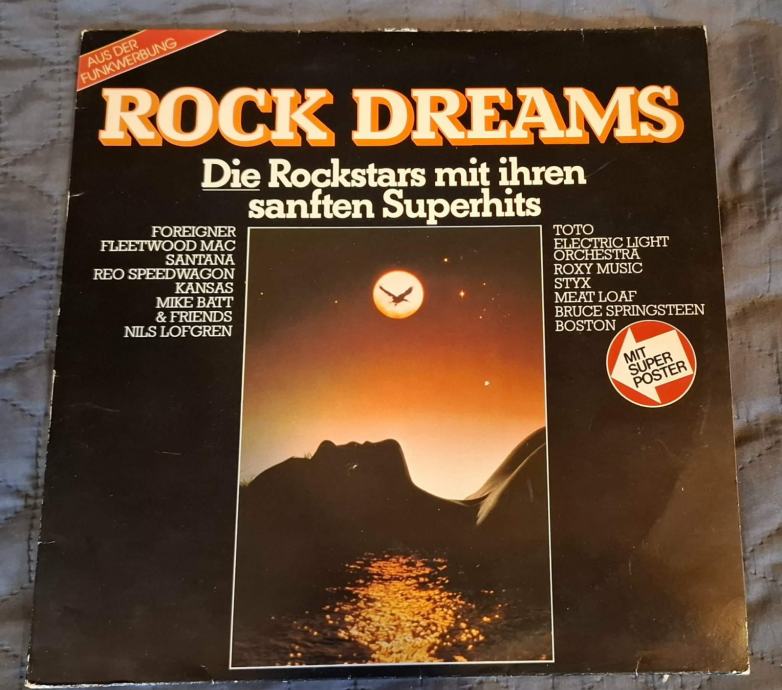 AUS DER
FUNKWERBUNG
ROCK DREAMS
Die Rockstars mit ihren
sanften Superhits
FOREIGNER
FLEETWOOD MAC
SANTANA
REO SPEEDWAGON
KANSAS
MIKE BATT
& FRIENDS
NILS LOFGREN
TOTO
ELECTRIC LIGHT
ORCHESTRA
ROXY MUSIC
STYX
MEAT LOAF
BRUCE SPRINGSTEEN
BOSTON
MIT
SUPER
POSTER